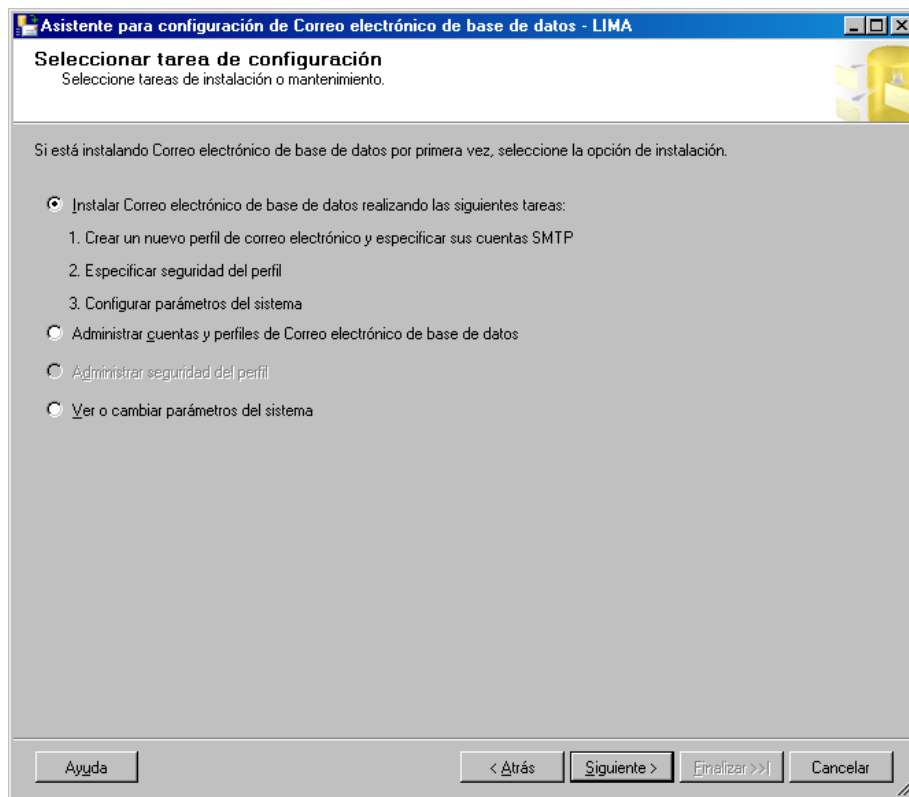 Asistente para configuración de Correo electrónico de base de datos - LIMA
Seleccionar tarea de configuración
Seleccione tareas de instalación o mantenimiento.
Si está instalando Correo electrónico de base de datos por primera vez, seleccione la opción de instalación.
Instalar Correo electrónico de base de datos realizando las siguientes tareas:
1. Crear un nuevo perfil de correo electrónico y especificar sus cuentas SMTP
2. Especificar seguridad del perfil
3. Configurar parámetros del sistema
Administrar cuentas y perfiles de Correo electrónico de base de datos
Administrar seguridad del perfil
Ver o cambiar parámetros del sistema
Ayuda < Atrás Siguiente > Finalizar >>| Cancelar